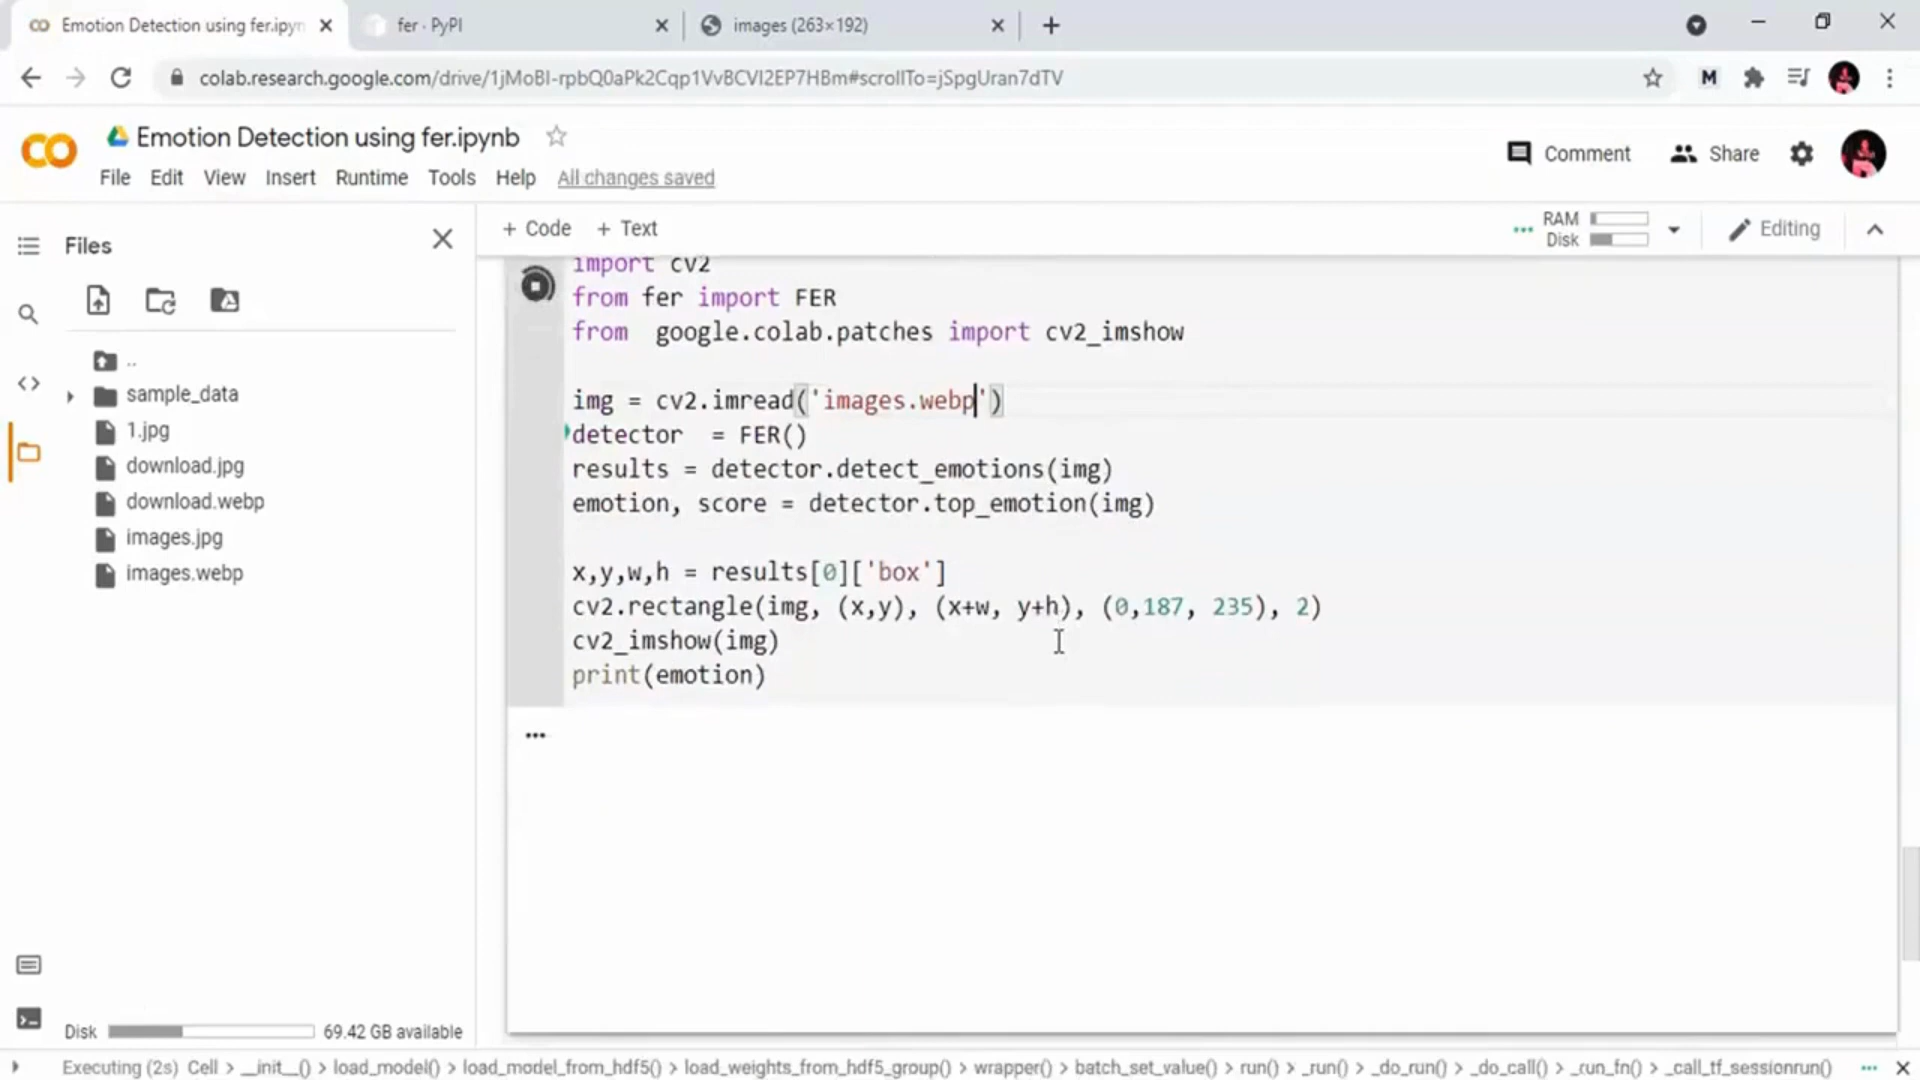 Emotion Detection using fer.ipyn
fer · PyPI
images (263×192)
colab.research.google.com/drive/1jMoBI-rpbQ0aPk2Cqp1VvBCVI2EP7HBm#scrollTo=jSpgUran7dTV
M
CO
Emotion Detection using fer.ipynb
Comment
Share
File Edit View Insert Runtime Tools Help All changes saved
+ Code + Text
RAM
Disk
Editing
Files
..
sample_data
1.jpg
download.jpg
download.webp
images.jpg
images.webp
import cv2
from fer import FER
from  google.colab.patches import cv2_imshow
img = cv2.imread('images.webp')
detector  = FER()
results = detector.detect_emotions(img)
emotion, score = detector.top_emotion(img)
x,y,w,h = results[0]['box']
cv2.rectangle(img, (x,y), (x+w, y+h), (0,187, 235), 2)
cv2_imshow(img)
print(emotion)
Disk 69.42 GB available
Executing (2s) Cell > __init__() > load_model() > load_model_from_hdf5() > load_weights_from_hdf5_group() > wrapper() > batch_set_value() > run() > _run() > _do_run() > _do_call() > _run_fn() > _call_tf_sessionrun()